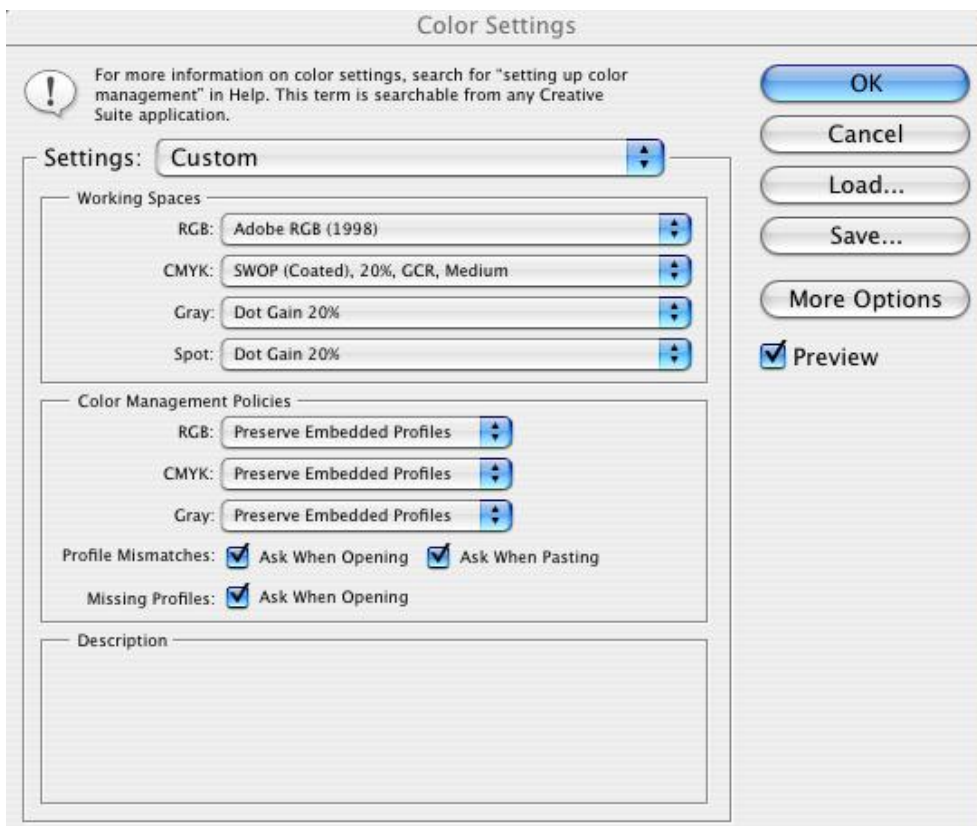 Color Settings
For more information on color settings, search for "setting up color
management" in Help. This term is searchable from any Creative
Suite application.
Settings: Custom
Working Spaces
RGB: Adobe RGB (1998)
CMYK: SWOP (Coated), 20%, GCR, Medium
Gray: Dot Gain 20%
Spot: Dot Gain 20%
Color Management Policies
RGB: Preserve Embedded Profiles
CMYK: Preserve Embedded Profiles
Gray: Preserve Embedded Profiles
Profile Mismatches: Ask When Opening Ask When Pasting
Missing Profiles: Ask When Opening
Description
OK
Cancel
Load...
Save...
More Options
Preview